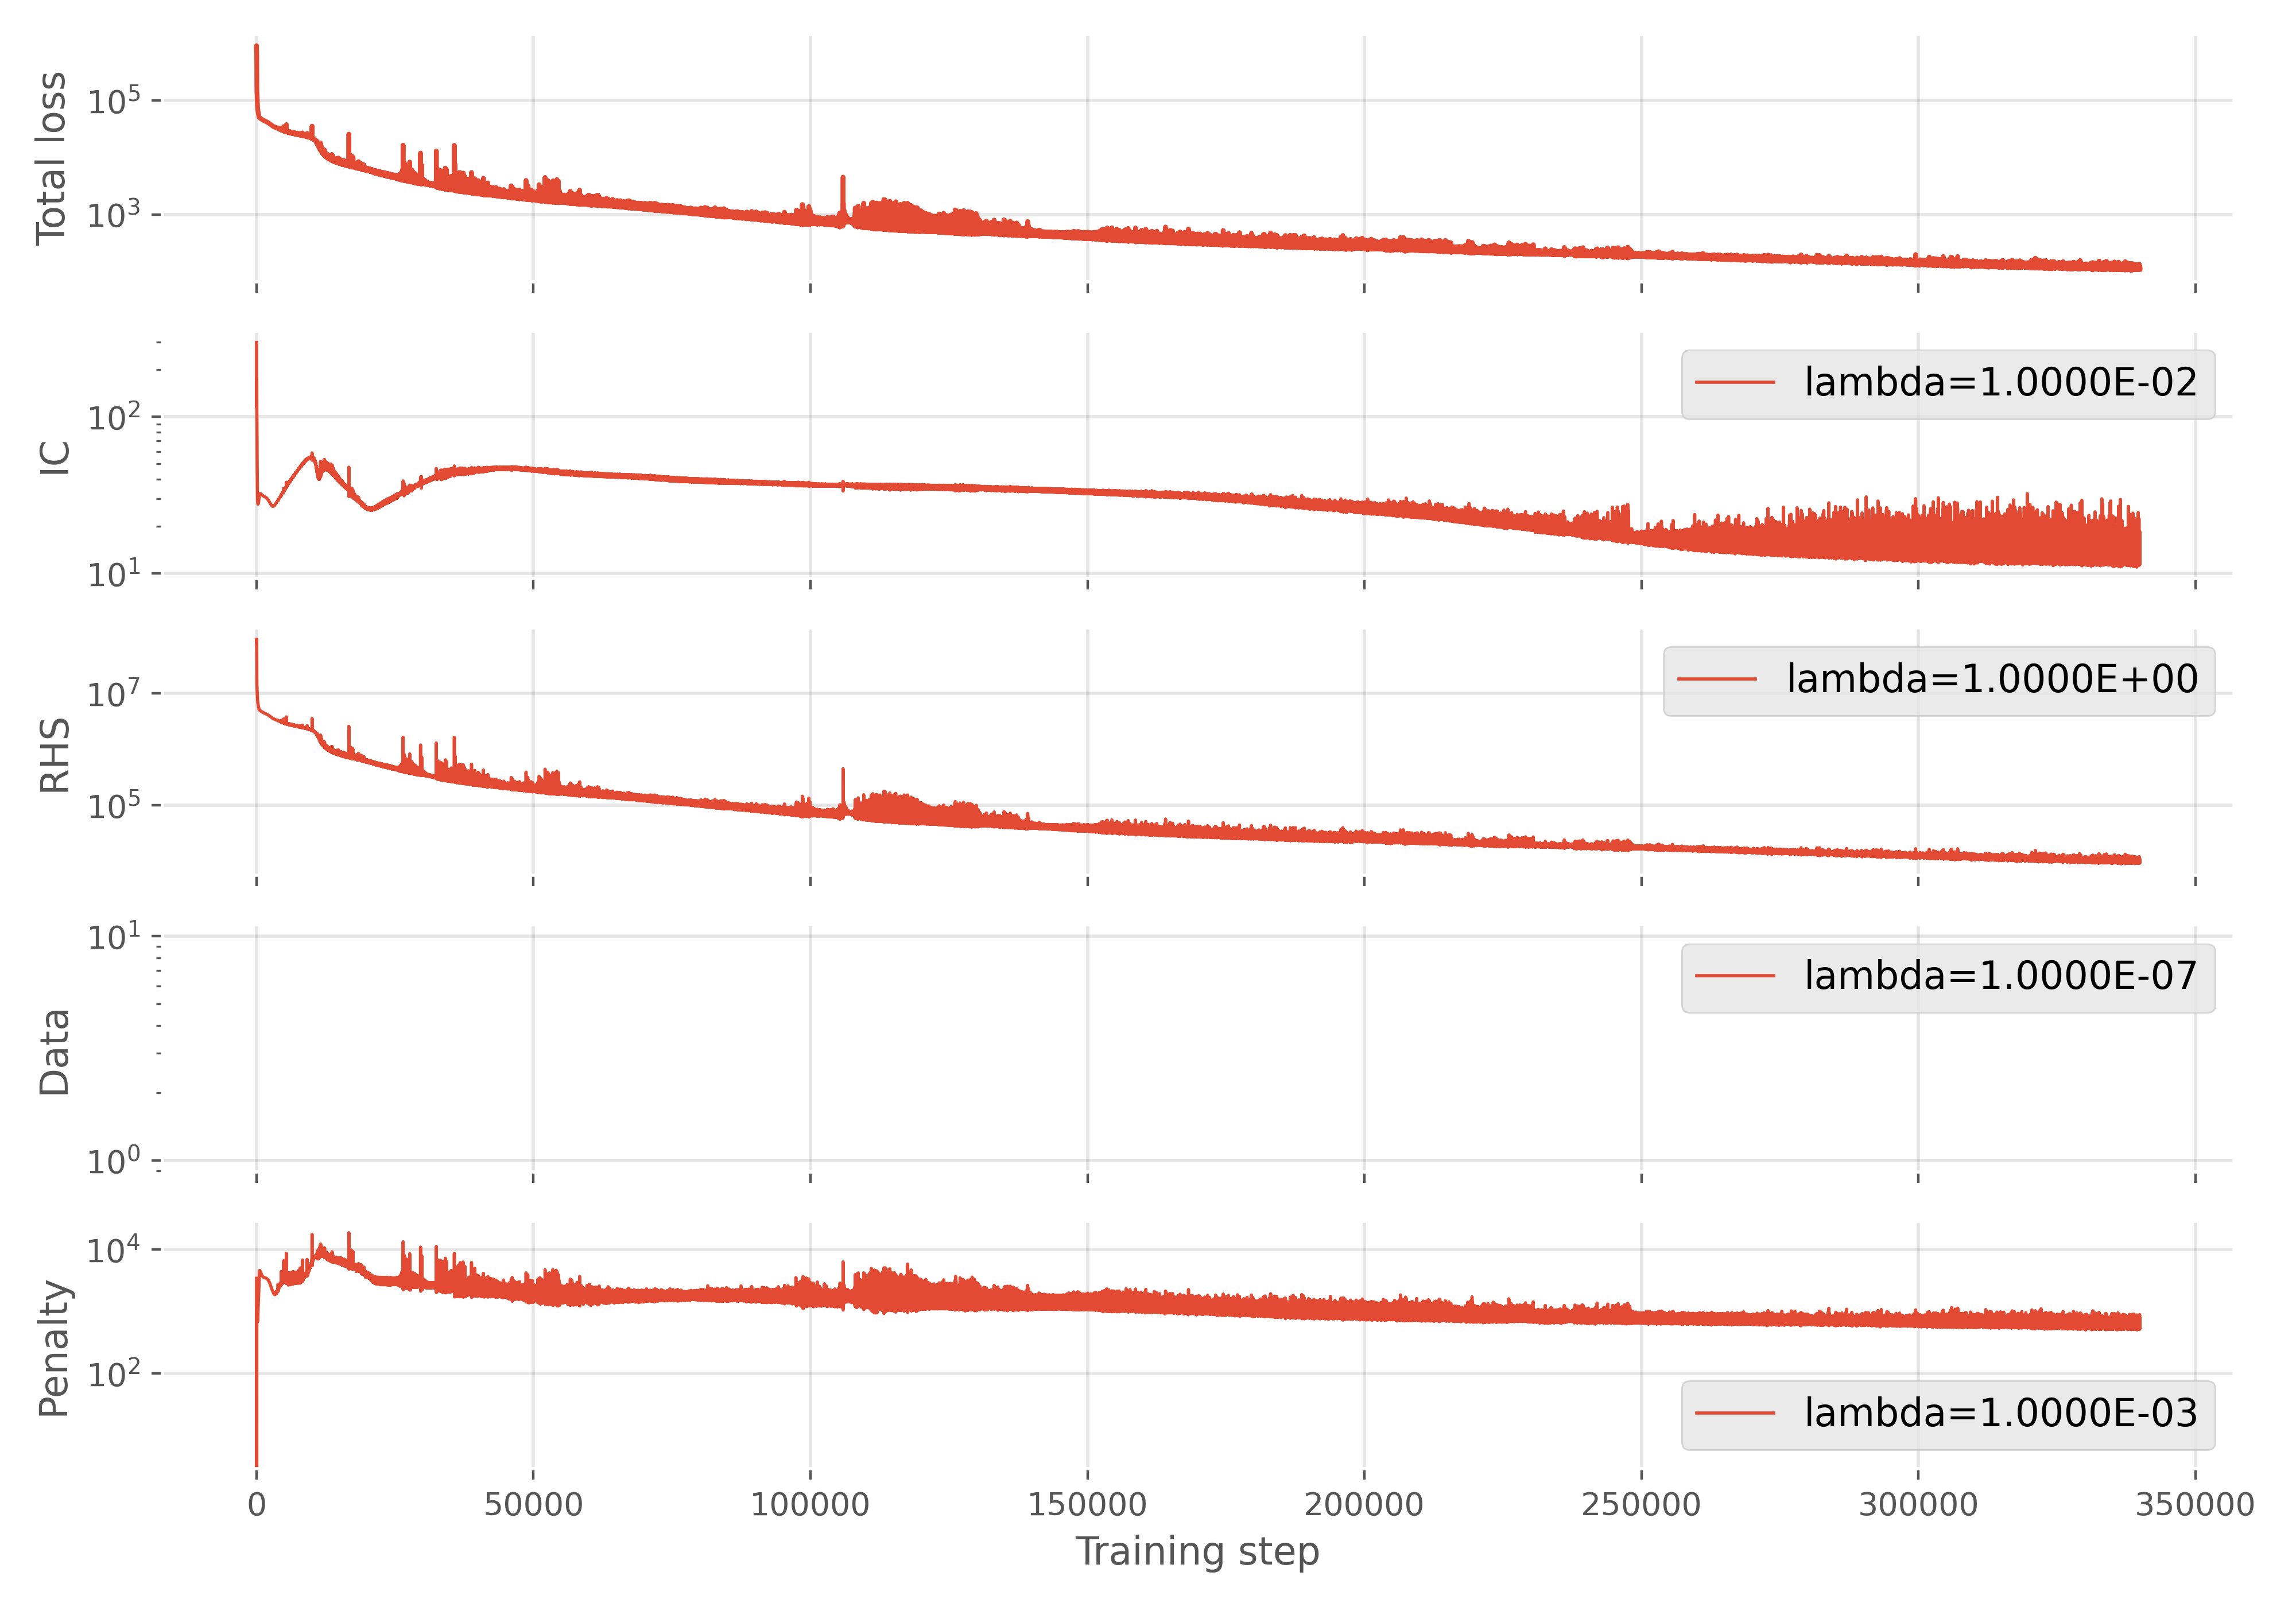 Total loss
10^5
10^3
IC
10^2
10^1
lambda=1.0000E-02
RHS
10^7
10^5
lambda=1.0000E+00
Data
10^1
10^0
lambda=1.0000E-07
Penalty
10^4
10^2
lambda=1.0000E-03
0 50000 100000 150000 200000 250000 300000 350000
Training step